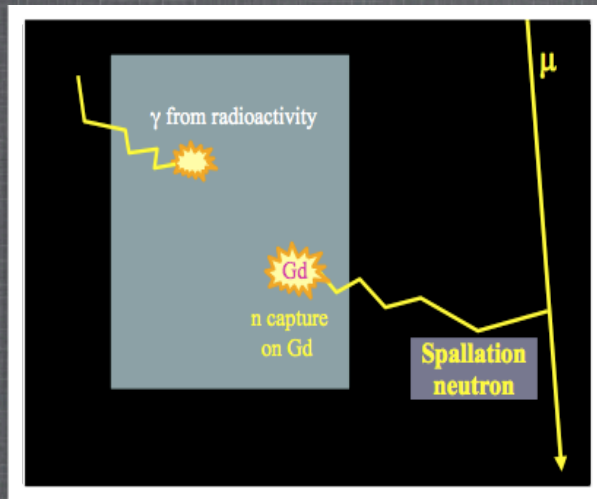 μ
γ from radioactivity
Gd
n capture
on Gd
Spallation
neutron